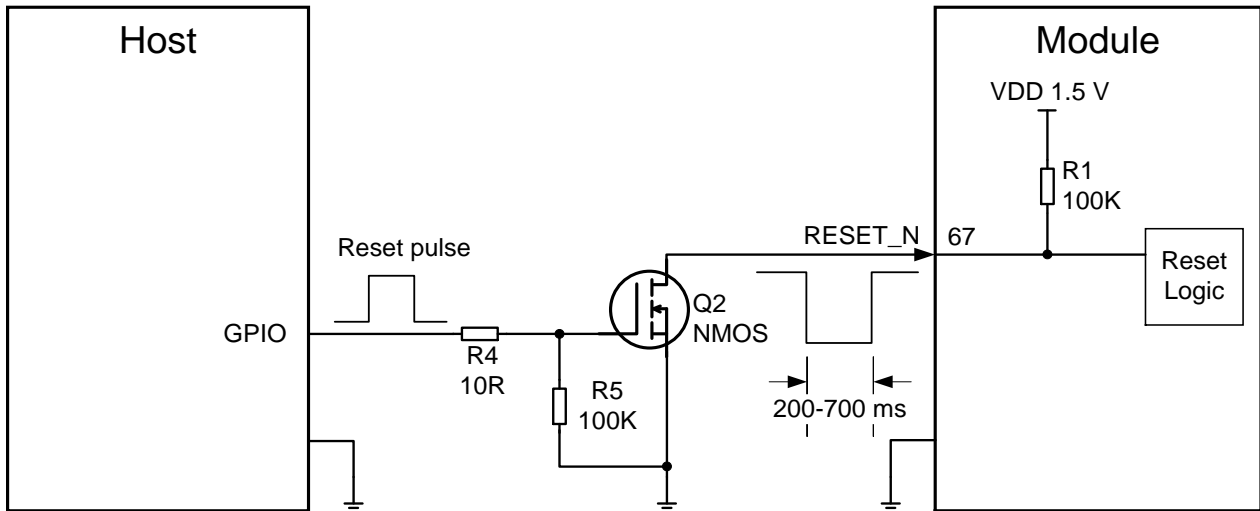 Host
Module
VDD 1.5 V
R1
100K
RESET_N
67
Reset
Logic
Reset pulse
GPIO
R4
10R
R5
100K
Q2
NMOS
200-700 ms